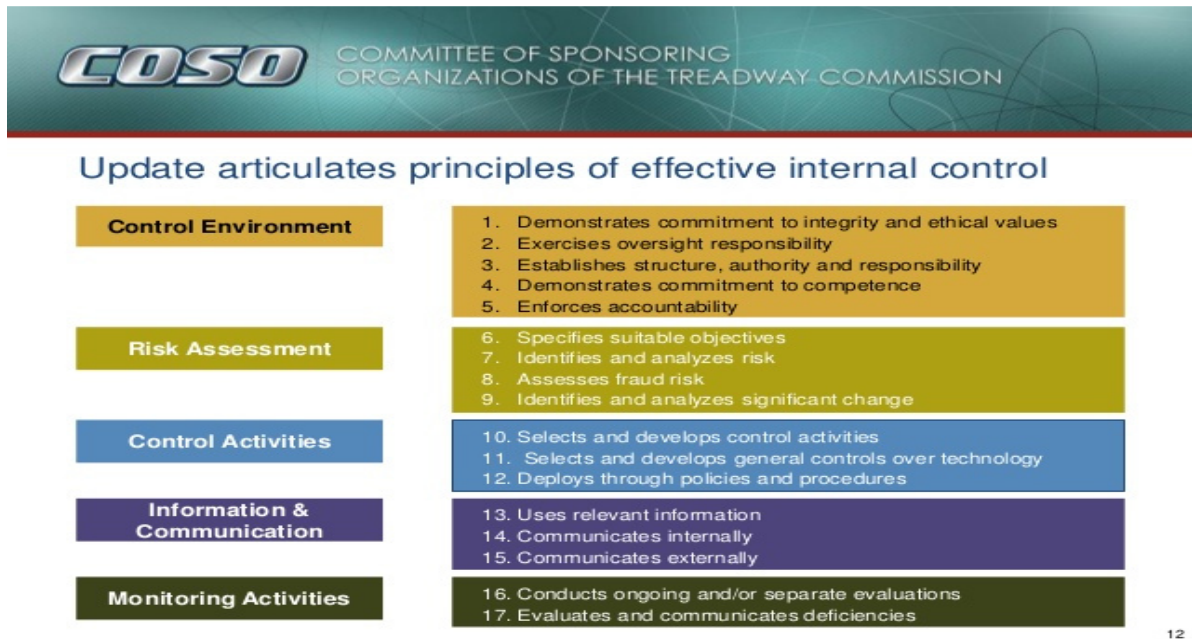 COSO
COMMITTEE OF SPONSORING
ORGANIZATIONS OF THE TREADWAY COMMISSION
Update articulates principles of effective internal control
Control Environment
1. Demonstrates commitment to integrity and ethical values
2. Exercises oversight responsibility
3. Establishes structure, authority and responsibility
4. Demonstrates commitment to competence
5. Enforces accountability
Risk Assessment
6. Specifies suitable objectives
7. Identifies and analyzes risk
8. Assesses fraud risk
9. Identifies and analyzes significant change
Control Activities
10. Selects and develops control activities
11. Selects and develops general controls over technology
12. Deploys through policies and procedures
Information &
Communication
13. Uses relevant information
14. Communicates internally
15. Communicates externally
Monitoring Activities
16. Conducts ongoing and/or separate evaluations
17. Evaluates and communicates deficiencies
12